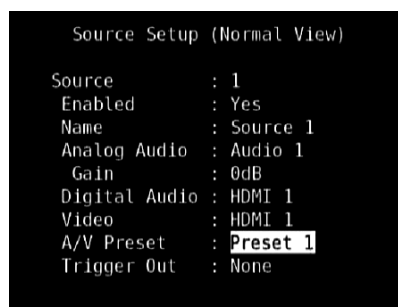 Source Setup (Normal View)
Source : 1
Enabled : Yes
Name : Source 1
Analog Audio : Audio 1
Gain : 0dB
Digital Audio : HDMI 1
Video : HDMI 1
A/V Preset : Preset 1
Trigger Out : None